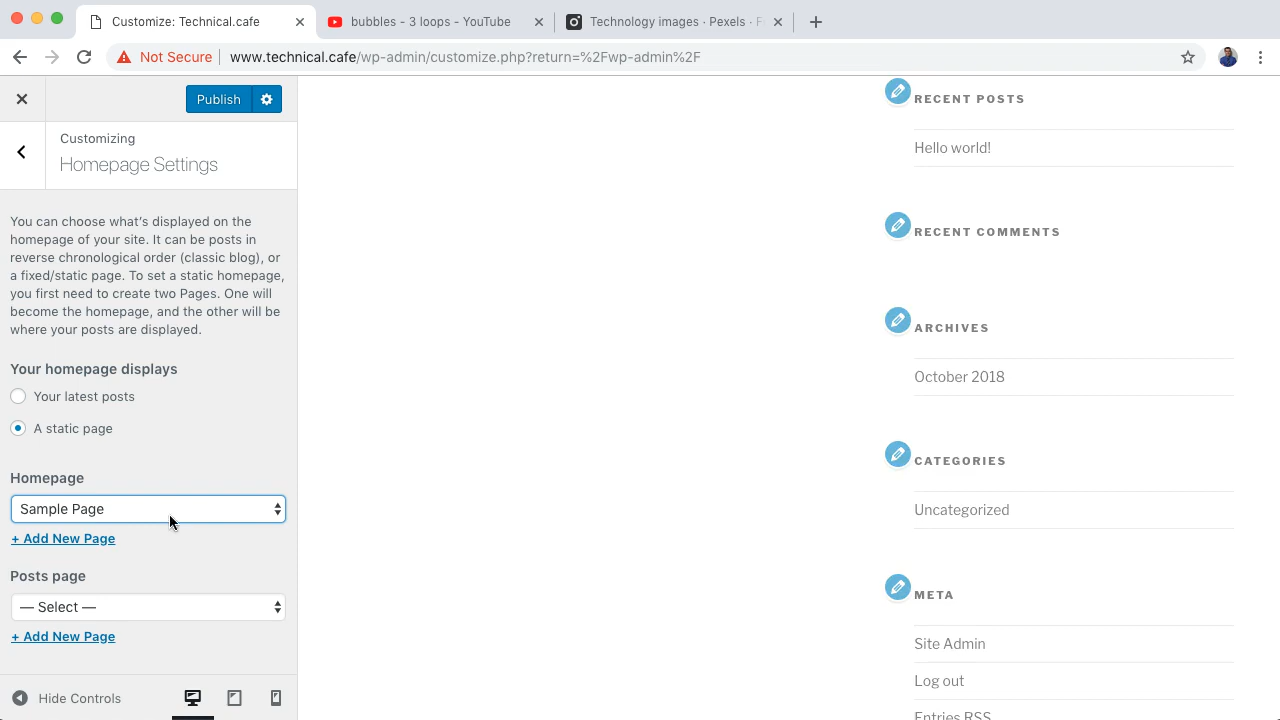 Customize: Technical.cafe
bubbles - 3 loops - YouTube
Technology images · Pexels ·
Not Secure
www.technical.cafe/wp-admin/customize.php?return=%2Fwp-admin%2F
Publish
Customizing
Homepage Settings
You can choose what's displayed on the
homepage of your site. It can be posts in
reverse chronological order (classic blog), or
a fixed/static page. To set a static homepage,
you first need to create two Pages. One will
become the homepage, and the other will be
where your posts are displayed.
Your homepage displays
Your latest posts
A static page
Homepage
Sample Page
+ Add New Page
Posts page
— Select —
+ Add New Page
Hide Controls
RECENT POSTS
Hello world!
RECENT COMMENTS
ARCHIVES
October 2018
CATEGORIES
Uncategorized
META
Site Admin
Log out
Entries RSS